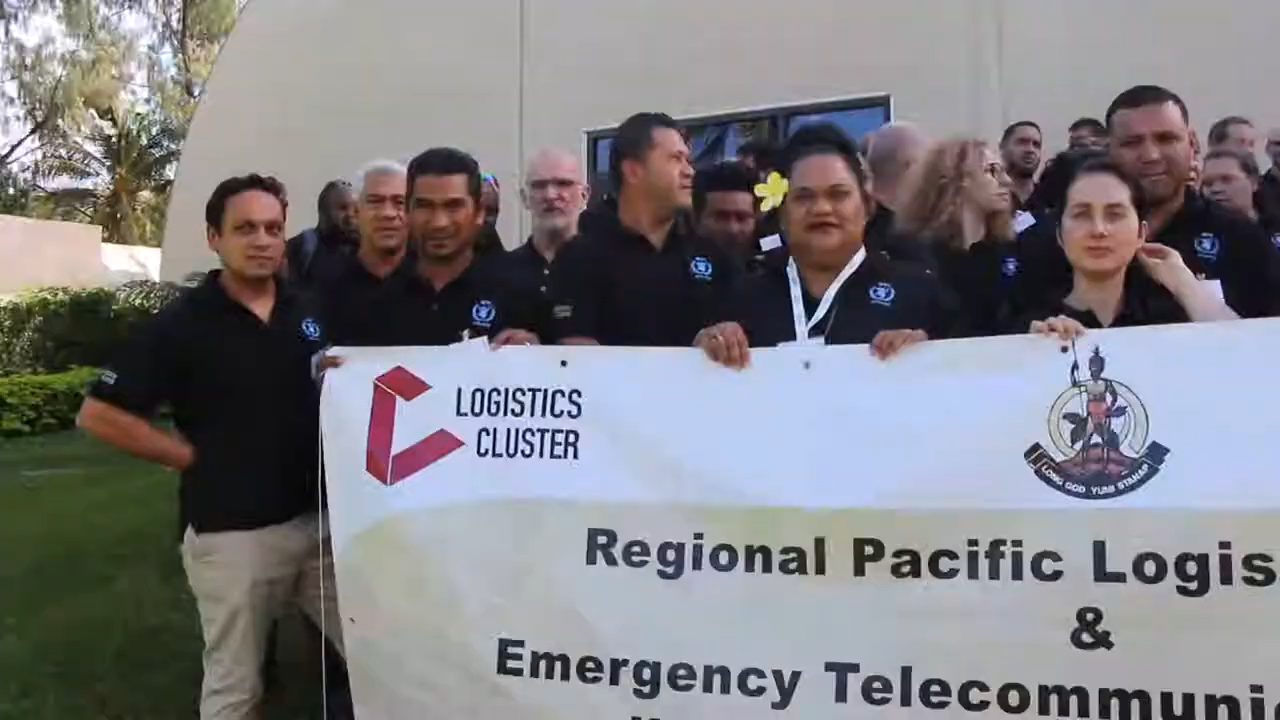 LOGISTICS
CLUSTER
LONG GOD YUMI STANAP
Regional Pacific Logis
&
Emergency Telecommuni